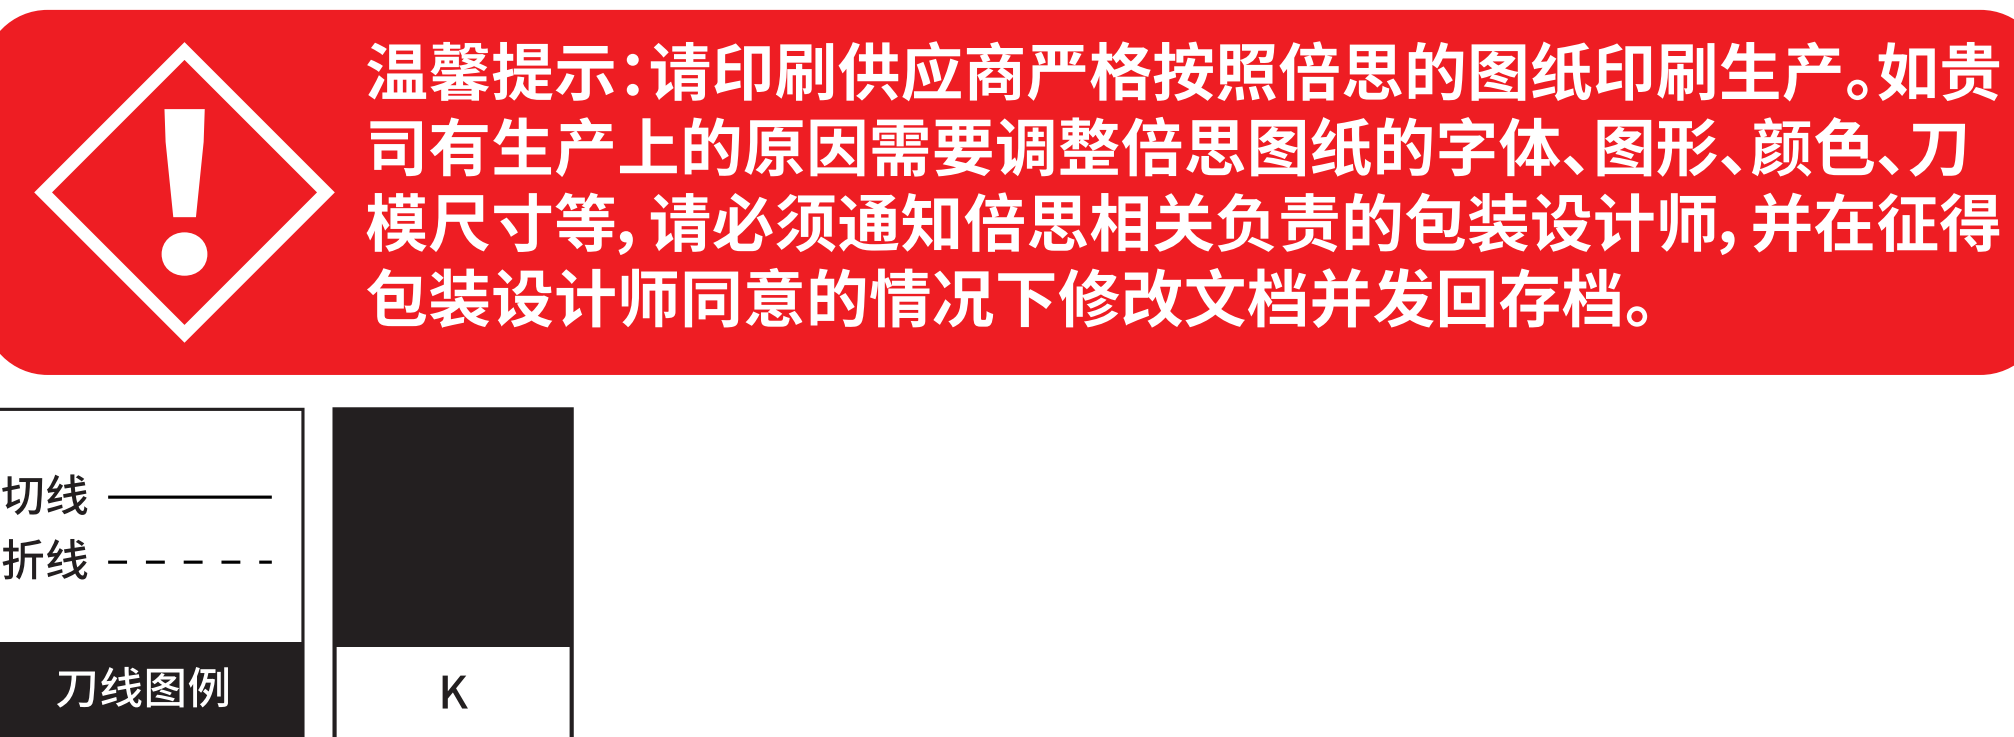 温馨提示：请印刷供应商严格按照倍思的图纸印刷生产。如贵
司有生产上的原因需要调整倍思图纸的字体、图形、颜色、刀
模尺寸等，请必须通知倍思相关负责的包装设计师，并在征得
包装设计师同意的情况下修改文档并发回存档。
切线
折线
刀线图例
K